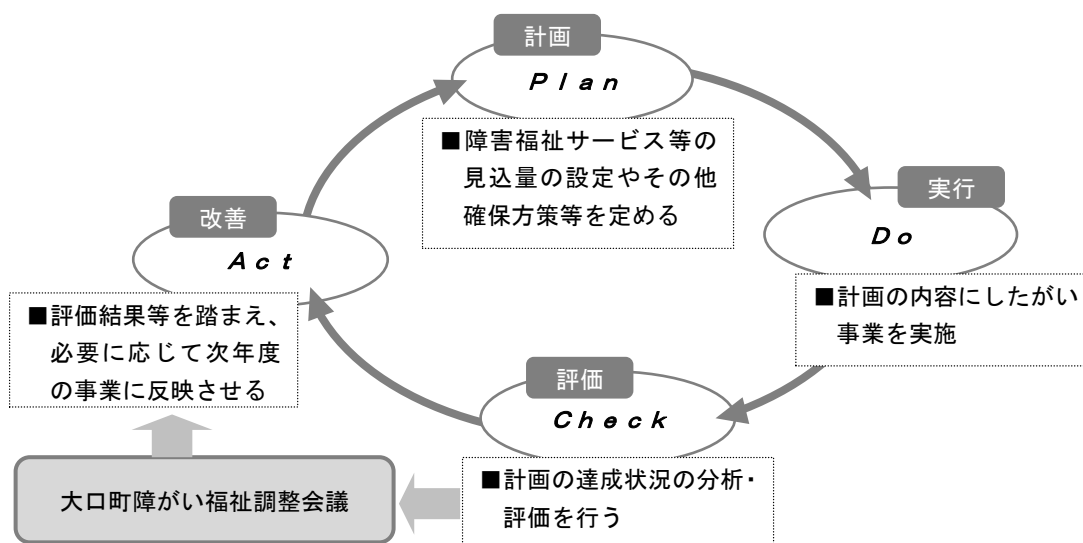 計画
Plan
■障害福祉サービス等の
見込量の設定やその他
確保方策等を定める
実行
Do
■計画の内容にしたがい
事業を実施
評価
Check
■計画の達成状況の分析・
評価を行う
改善
Act
■評価結果等を踏まえ、
必要に応じて次年度
の事業に反映させる
大口町障がい福祉調整会議